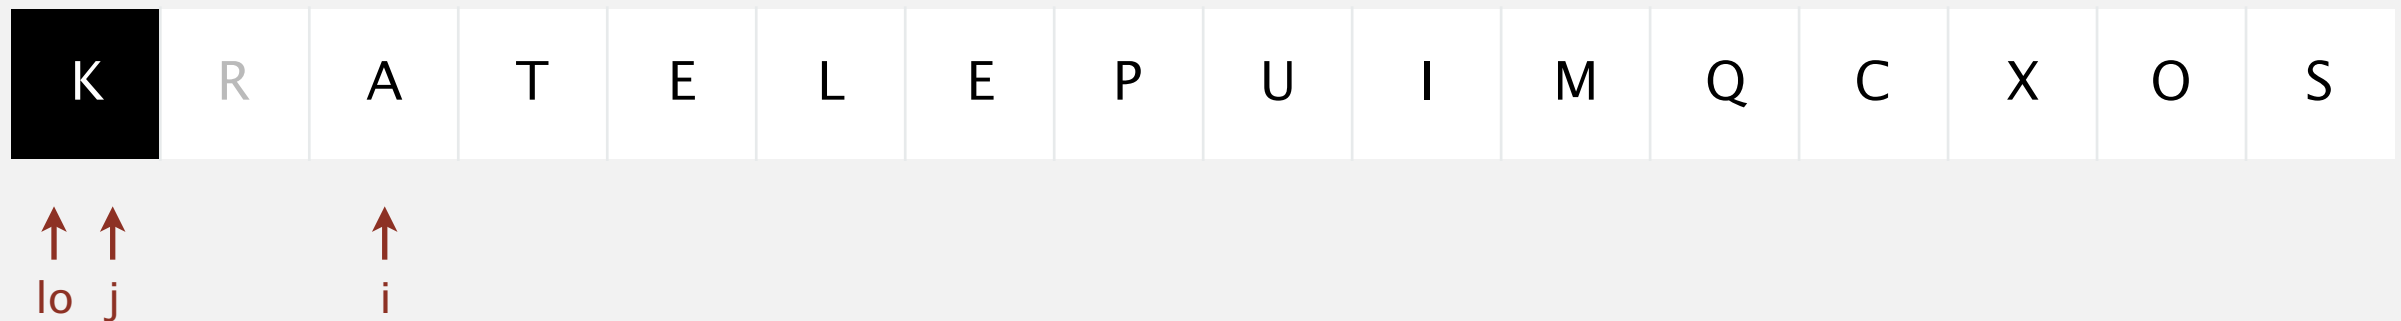 K R A T E L E P U I M Q C X O S
lo j i